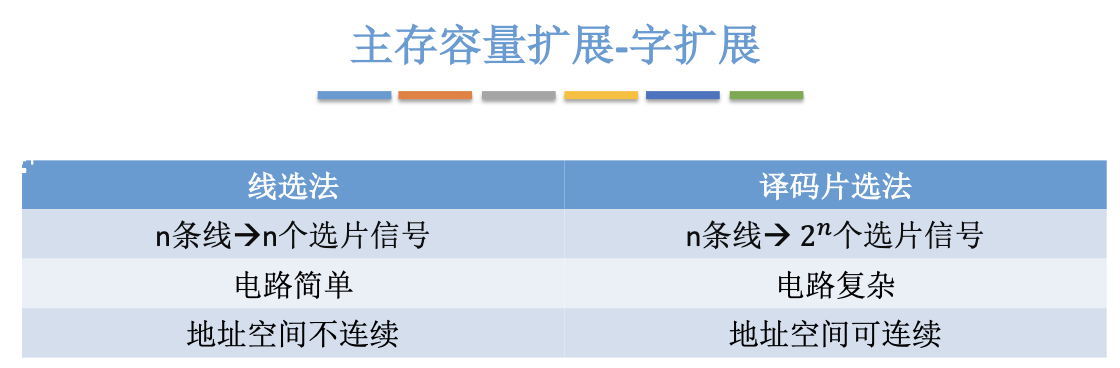 主存容量扩展-字扩展
线选法 译码片选法
n条线→n个选片信号 n条线→ 2ⁿ个选片信号
电路简单 电路复杂
地址空间不连续 地址空间可连续